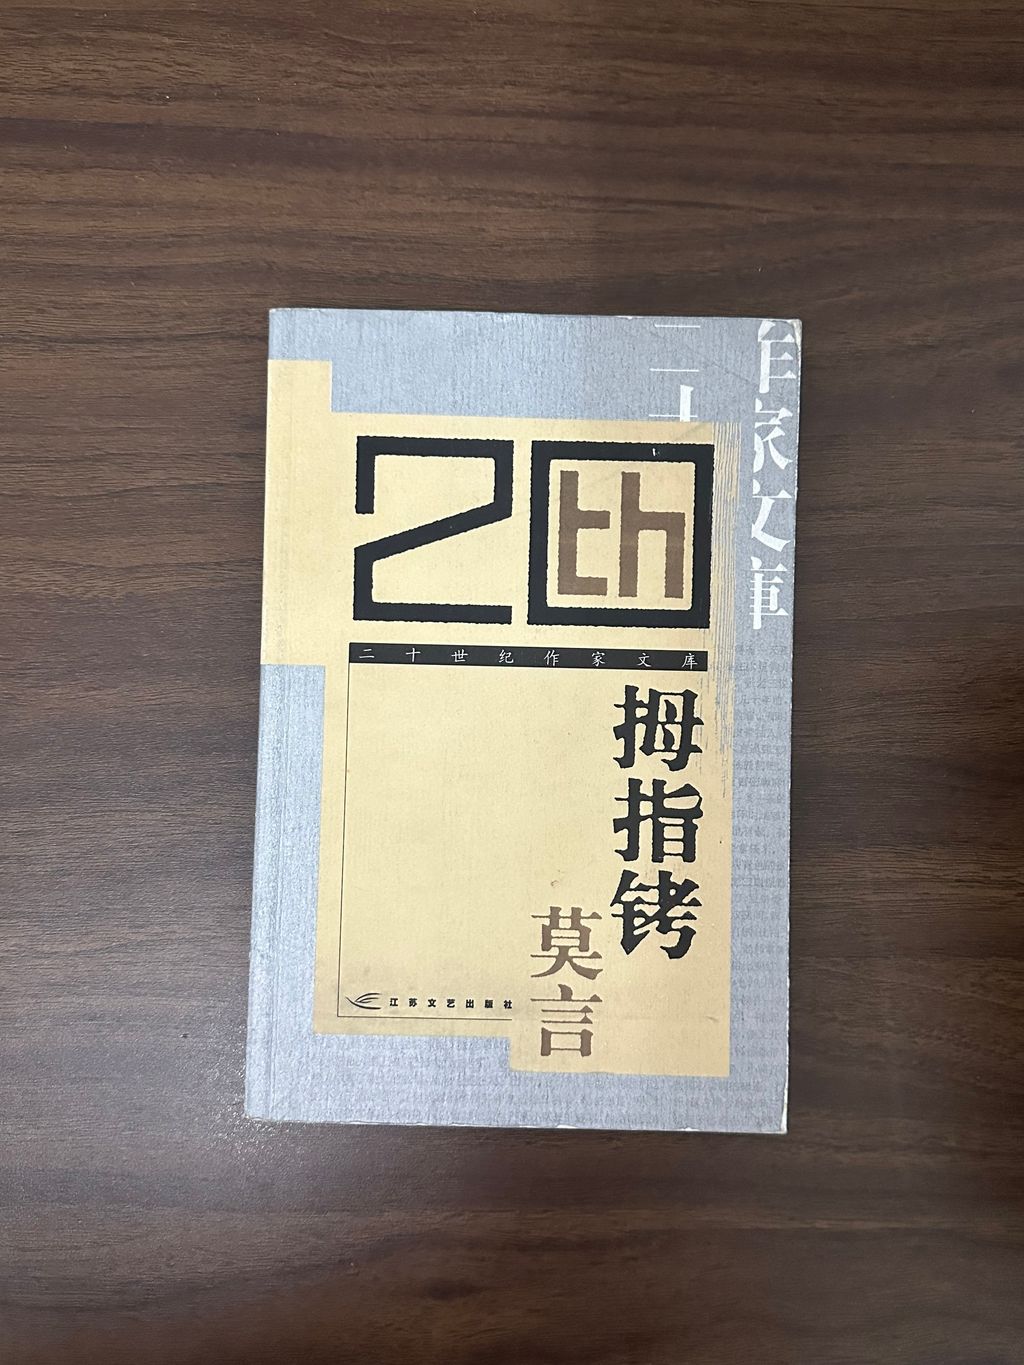 作家文庫
20th
二十世纪作家文库
拇指铐
莫言
江苏文艺出版社